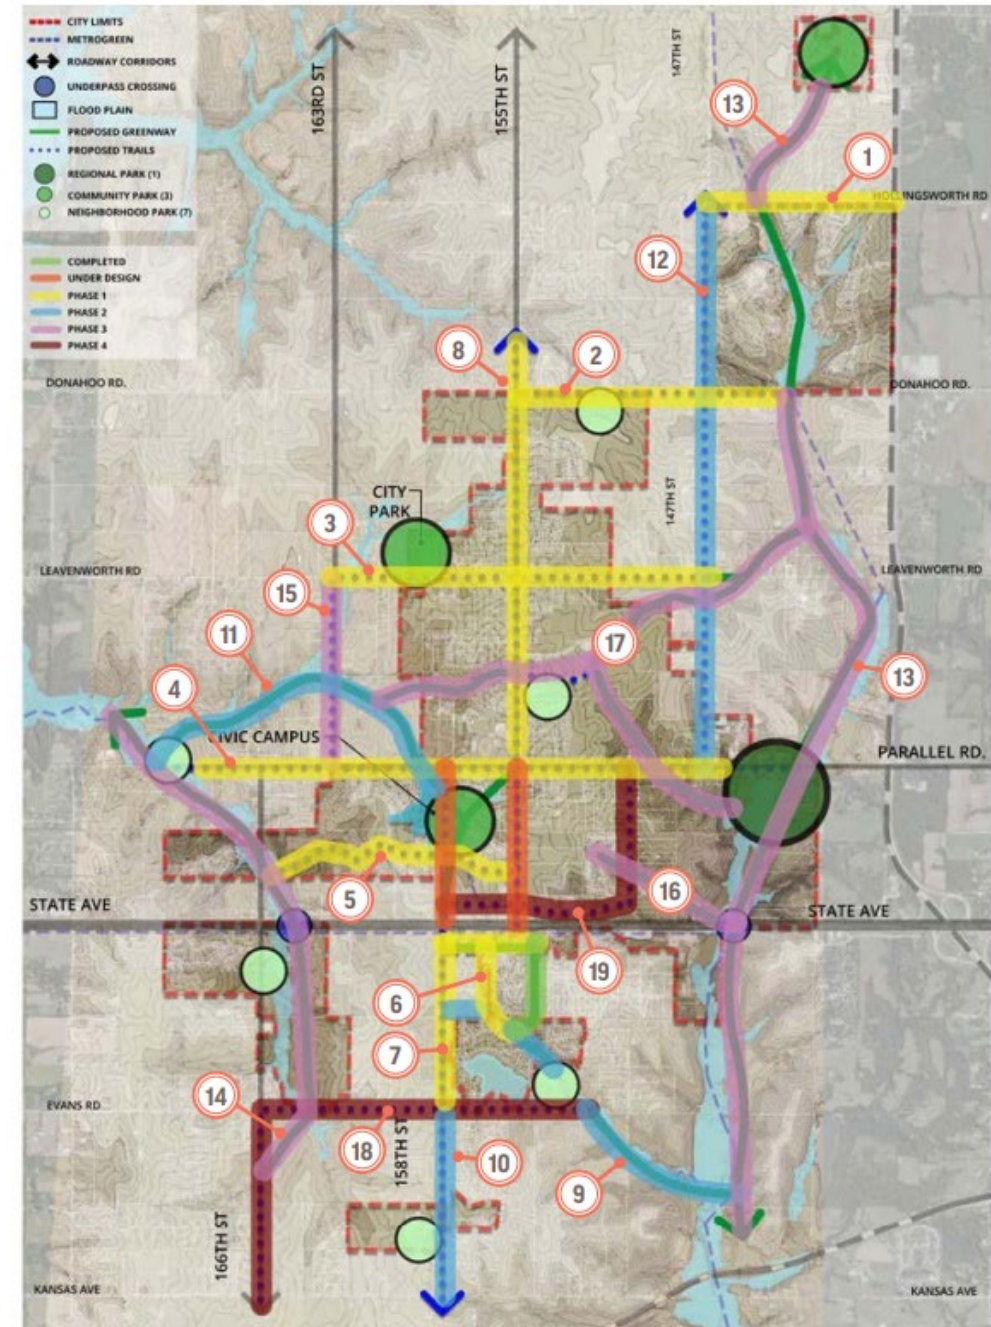 CITY LIMITS
METROGREEN
ROADWAY CORRIDORS
UNDERPASS CROSSING
FLOOD PLAIN
PROPOSED GREENWAY
PROPOSED TRAILS
REGIONAL PARK (1)
COMMUNITY PARK (3)
NEIGHBORHOOD PARK (7)
COMPLETED
UNDER DESIGN
PHASE 1
PHASE 2
PHASE 3
PHASE 4
163RD ST
155TH ST
147TH ST
13
1
HOLLINGSWORTH RD
12
8
2
DONAHOO RD.
DONAHOO RD.
CITY
PARK
147TH ST
3
LEAVENWORTH RD
LEAVENWORTH RD
15
11
17
13
4
CIVIC CAMPUS
PARALLEL RD.
5
16
STATE AVE
STATE AVE
19
6
7
14
EVANS RD
18
158TH ST
10
9
166TH ST
KANSAS AVE
KANSAS AVE